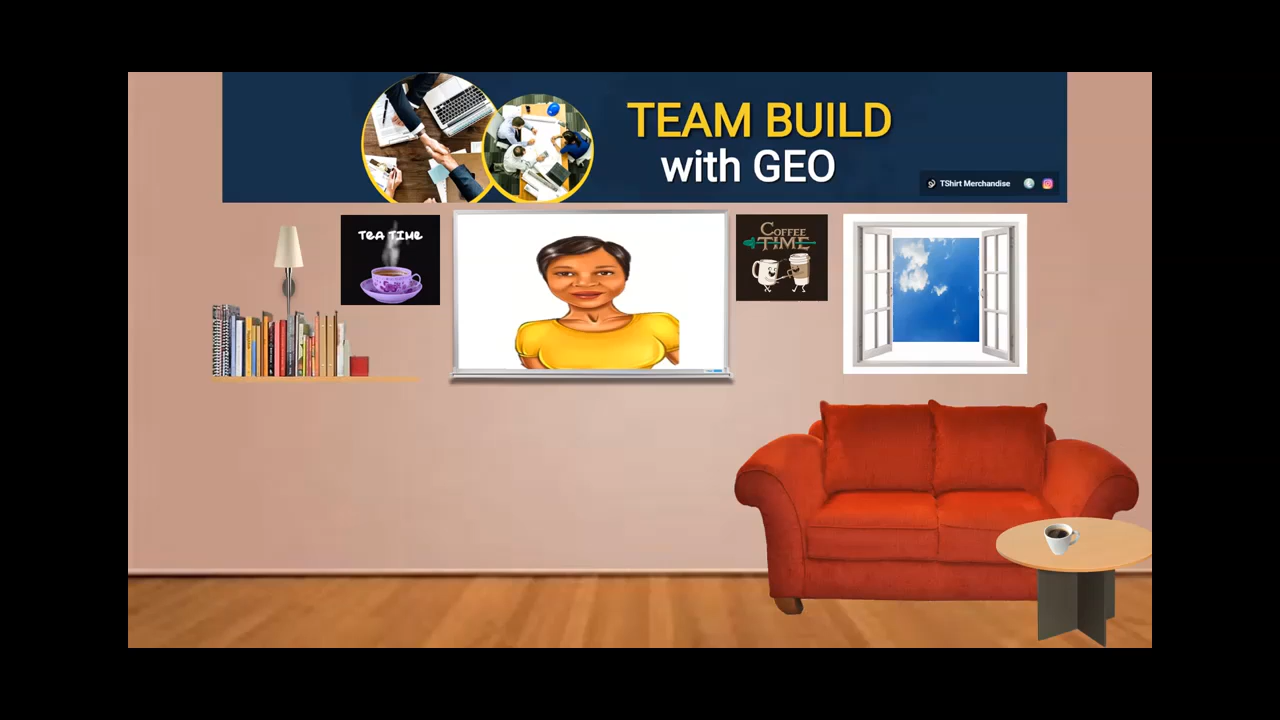 TEAM BUILD
with GEO
TShirt Merchandise
TEA TIME
COFFEE
TIME